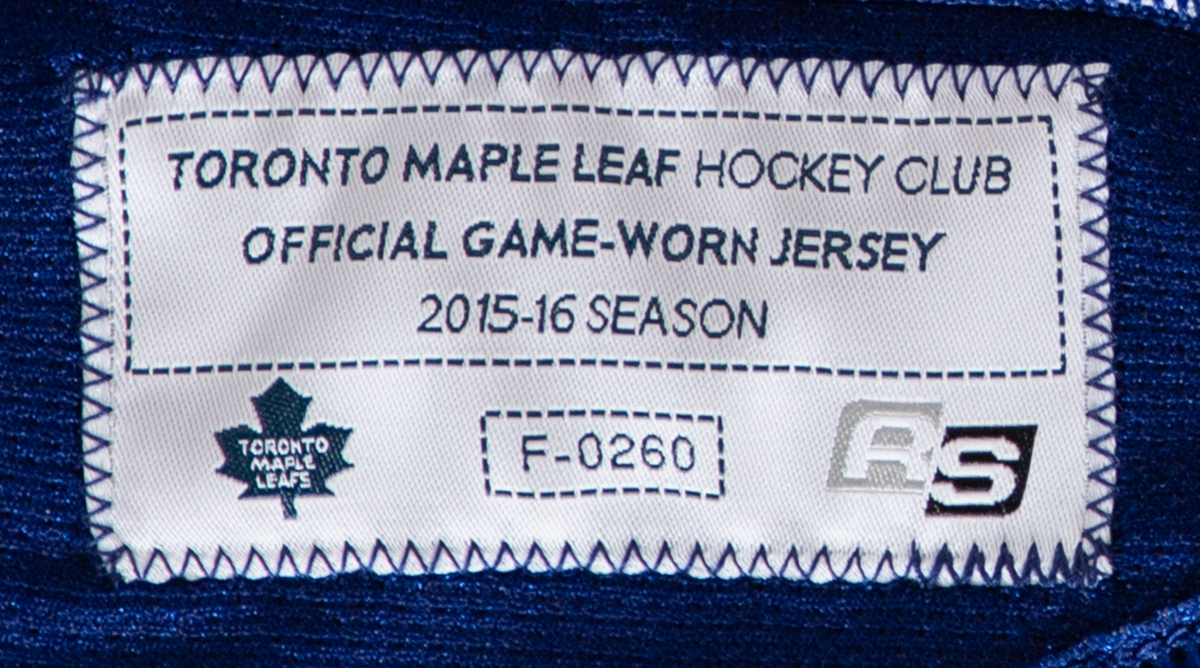 TORONTO MAPLE LEAF HOCKEY CLUB
OFFICIAL GAME-WORN JERSEY
2015-16 SEASON
TORONTO
MAPLE
LEAFS
F-0260
RS